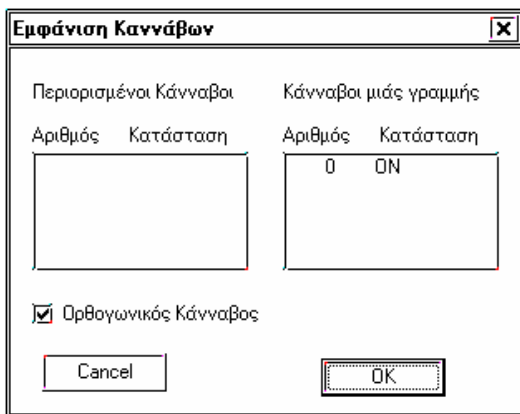 Εμφάνιση Καννάβων
Περιορισμένοι Κάνναβοι
Κάνναβοι μιάς γραμμής
Αριθμός Κατάσταση
Αριθμός Κατάσταση
0 ON
Ορθογωνικός Κάνναβος
Cancel
OK